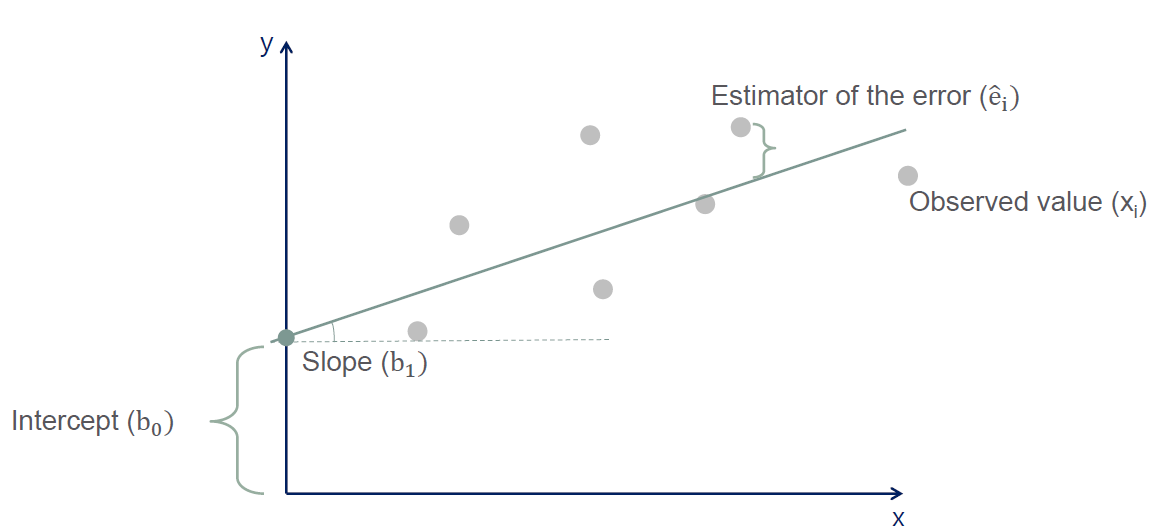 y
Estimator of the error (êᵢ)
Observed value (xᵢ)
Slope (b₁)
Intercept (b₀)
x